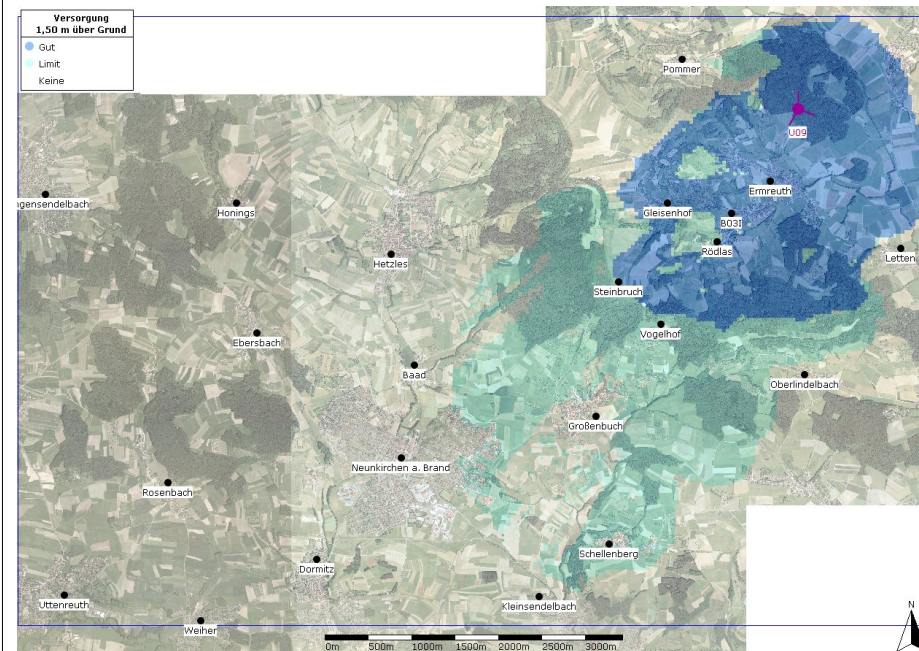 Versorgung
1,50 m über Grund
Gut
Limit
Keine
Pommer
U09
Ermreuth
ngensendelbach
Honings
Gleisenhof
B03I
Rödlas
Hetzles
Letten
Steinbruch
Vogelhof
Ebersbach
Baad
Oberlindelbach
Großenbuch
Neunkirchen a. Brand
Rosenbach
Schellenberg
Dormitz
Uttenreuth
Kleinsendelbach
Weiher
N
0m 500m 1000m 1500m 2000m 2500m 3000m